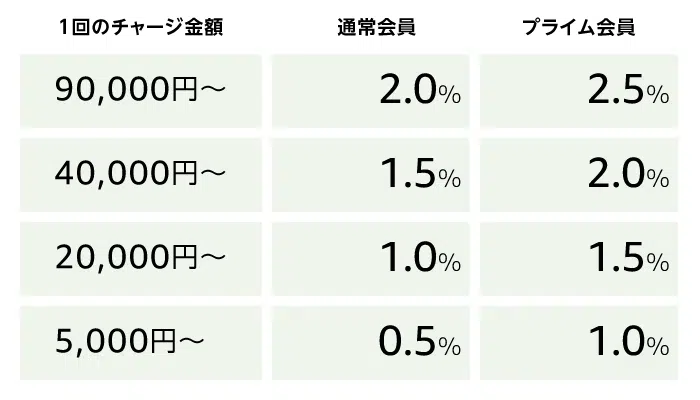 1回のチャージ金額 通常会員 プライム会員
90,000円〜 2.0% 2.5%
40,000円〜 1.5% 2.0%
20,000円〜 1.0% 1.5%
5,000円〜 0.5% 1.0%